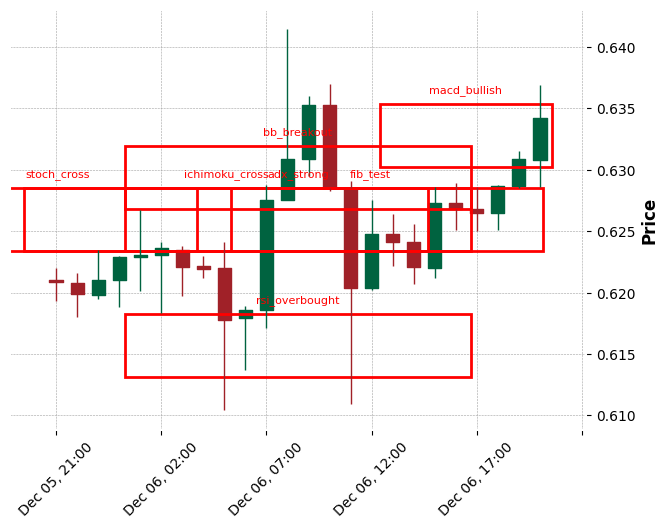 0.640
macd_bullish
0.635
bb_breakout
stoch_cross
ichimoku_cross
adx_strong
fib_test
0.630
0.625
0.620
rsi_overbought
0.615
0.610
Price
Dec 05, 21:00
Dec 06, 02:00
Dec 06, 07:00
Dec 06, 12:00
Dec 06, 17:00